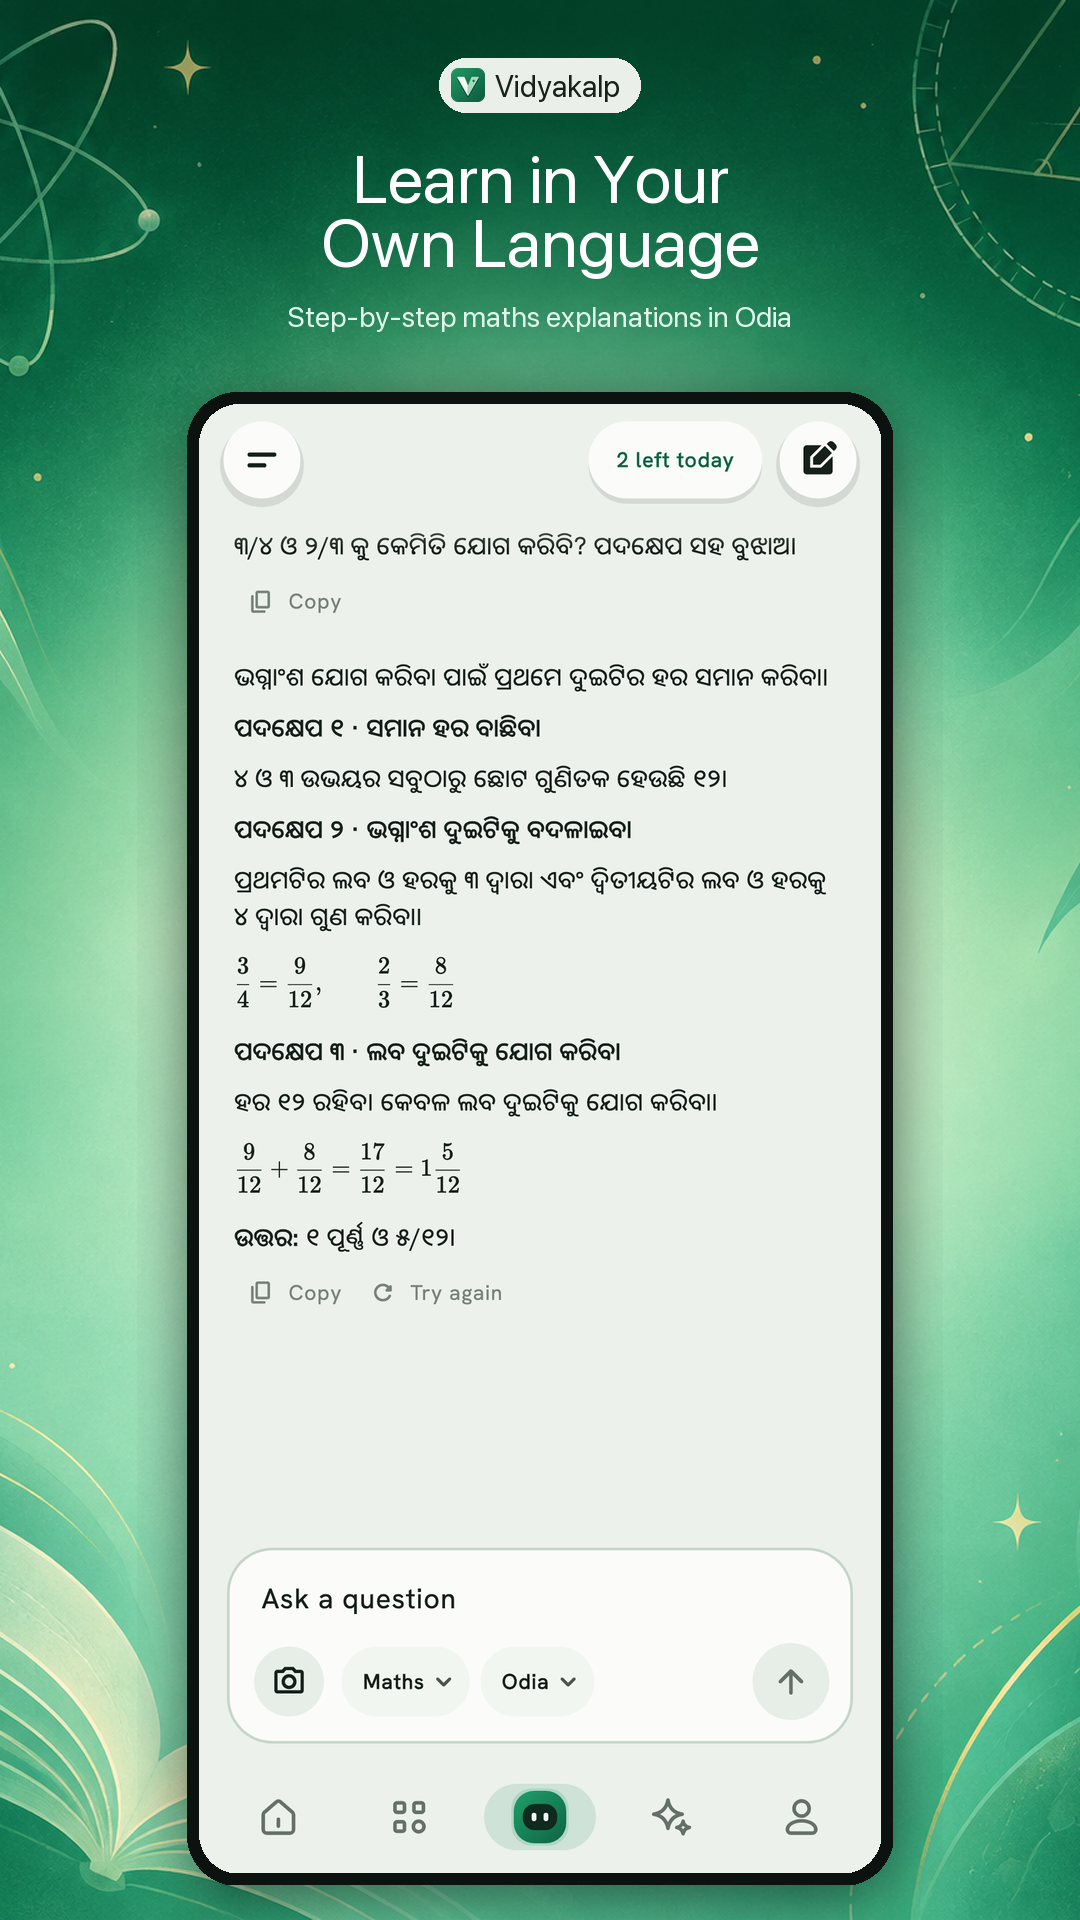 Vidyakalp
Learn in Your
Own Language
Step-by-step maths explanations in Odia
2 left today
୩/୪ ଓ ୨/୩ କୁ କେମିତି ଯୋଗ କରିବି? ପଦକ୍ଷେପ ସହ ବୁଝାଅ।
Copy
ଭଗ୍ନାଂଶ ଯୋଗ କରିବା ପାଇଁ ପ୍ରଥମେ ଦୁଇଟିର ହର ସମାନ କରିବା।
ପଦକ୍ଷେପ ୧ · ସମାନ ହର ବାଛିବା
୪ ଓ ୩ ଉଭୟର ସବୁଠାରୁ ଛୋଟ ଗୁଣିତକ ହେଉଛି ୧୨।
ପଦକ୍ଷେପ ୨ · ଭଗ୍ନାଂଶ ଦୁଇଟିକୁ ବଦଳାଇବା
ପ୍ରଥମଟିର ଲବ ଓ ହରକୁ ୩ ଦ୍ୱାରା ଏବଂ ଦ୍ୱିତୀୟଟିର ଲବ ଓ ହରକୁ
୪ ଦ୍ୱାରା ଗୁଣ କରିବା।
3/4 = 9/12, 2/3 = 8/12
ପଦକ୍ଷେପ ୩ · ଲବ ଦୁଇଟିକୁ ଯୋଗ କରିବା
ହର ୧୨ ରହିବ। କେବଳ ଲବ ଦୁଇଟିକୁ ଯୋଗ କରିବା।
9/12 + 8/12 = 17/12 = 1 5/12
ଉତ୍ତର: ୧ ପୂର୍ଣ୍ଣ ଓ ୫/୧୨।
Copy Try again
Ask a question
Maths Odia